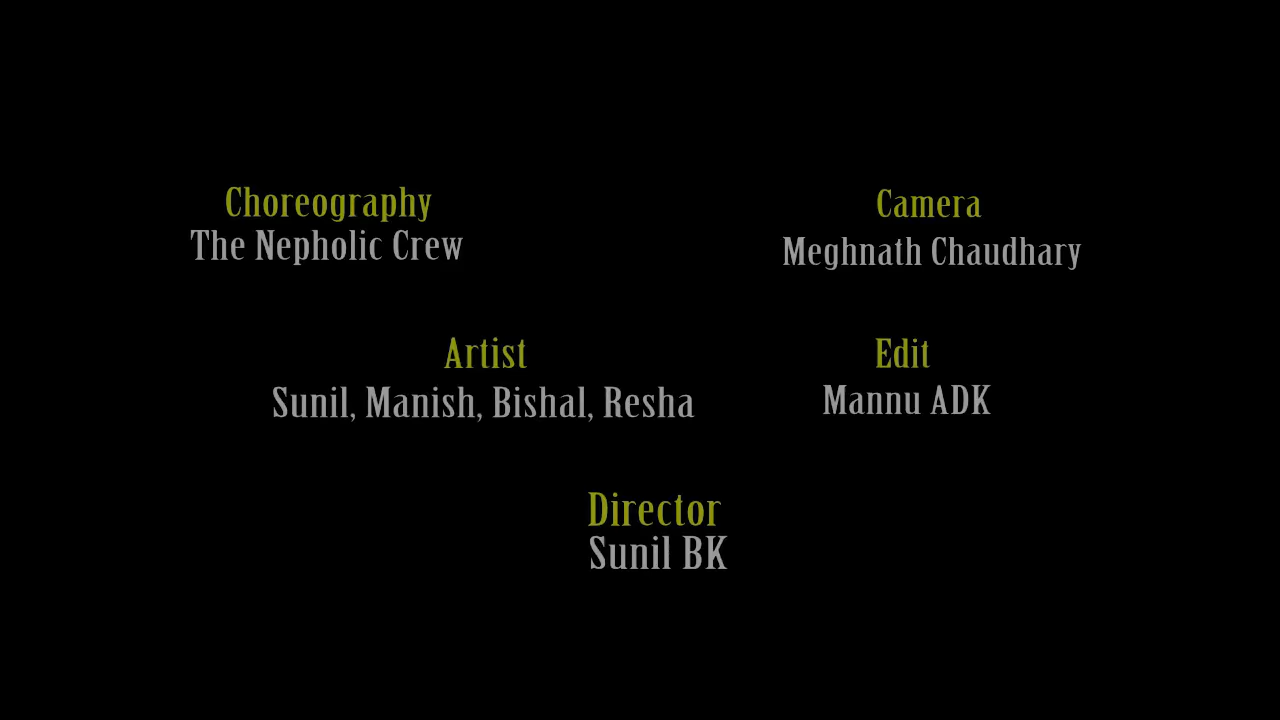 Choreography
The Nepholic Crew
Camera
Meghnath Chaudhary
Artist
Sunil, Manish, Bishal, Resha
Edit
Mannu ADK
Director
Sunil BK